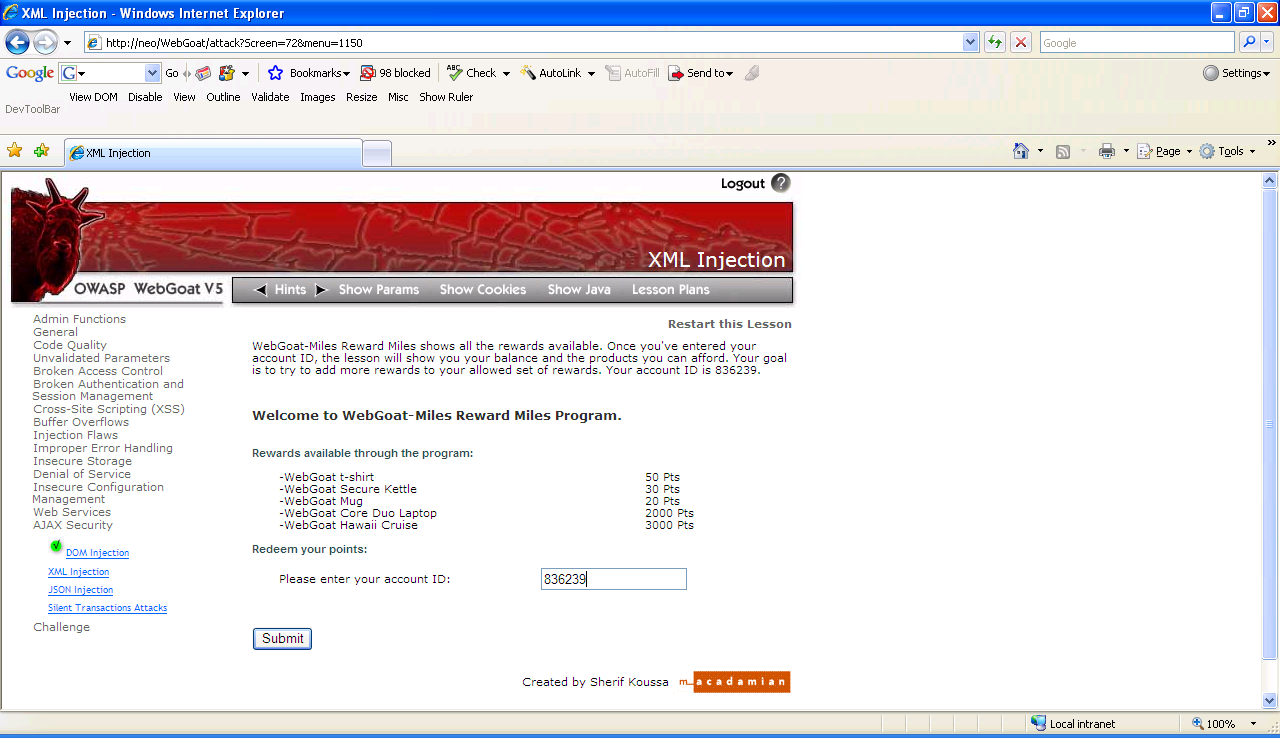 XML Injection - Windows Internet Explorer
http://neo/WebGoat/attack?Screen=72&menu=1150
Google
Google G Go Bookmarks 98 blocked ABC Check AutoLink AutoFill Send to Settings
View DOM Disable View Outline Validate Images Resize Misc Show Ruler
DevToolBar
XML Injection
Page Tools »
Logout ?
XML Injection
OWASP WebGoat V5
Hints Show Params Show Cookies Show Java Lesson Plans
Admin Functions
General
Code Quality
Unvalidated Parameters
Broken Access Control
Broken Authentication and
Session Management
Cross-Site Scripting (XSS)
Buffer Overflows
Injection Flaws
Improper Error Handling
Insecure Storage
Denial of Service
Insecure Configuration
Management
Web Services
AJAX Security
DOM Injection
XML Injection
JSON Injection
Silent Transactions Attacks
Challenge
Restart this Lesson
WebGoat-Miles Reward Miles shows all the rewards available. Once you've entered your
account ID, the lesson will show you your balance and the products you can afford. Your goal
is to try to add more rewards to your allowed set of rewards. Your account ID is 836239.
Welcome to WebGoat-Miles Reward Miles Program.
Rewards available through the program:
-WebGoat t-shirt 50 Pts
-WebGoat Secure Kettle 30 Pts
-WebGoat Mug 20 Pts
-WebGoat Core Duo Laptop 2000 Pts
-WebGoat Hawaii Cruise 3000 Pts
Redeem your points:
Please enter your account ID: 836239
Submit
Created by Sherif Koussa macadamian
Local intranet 100%